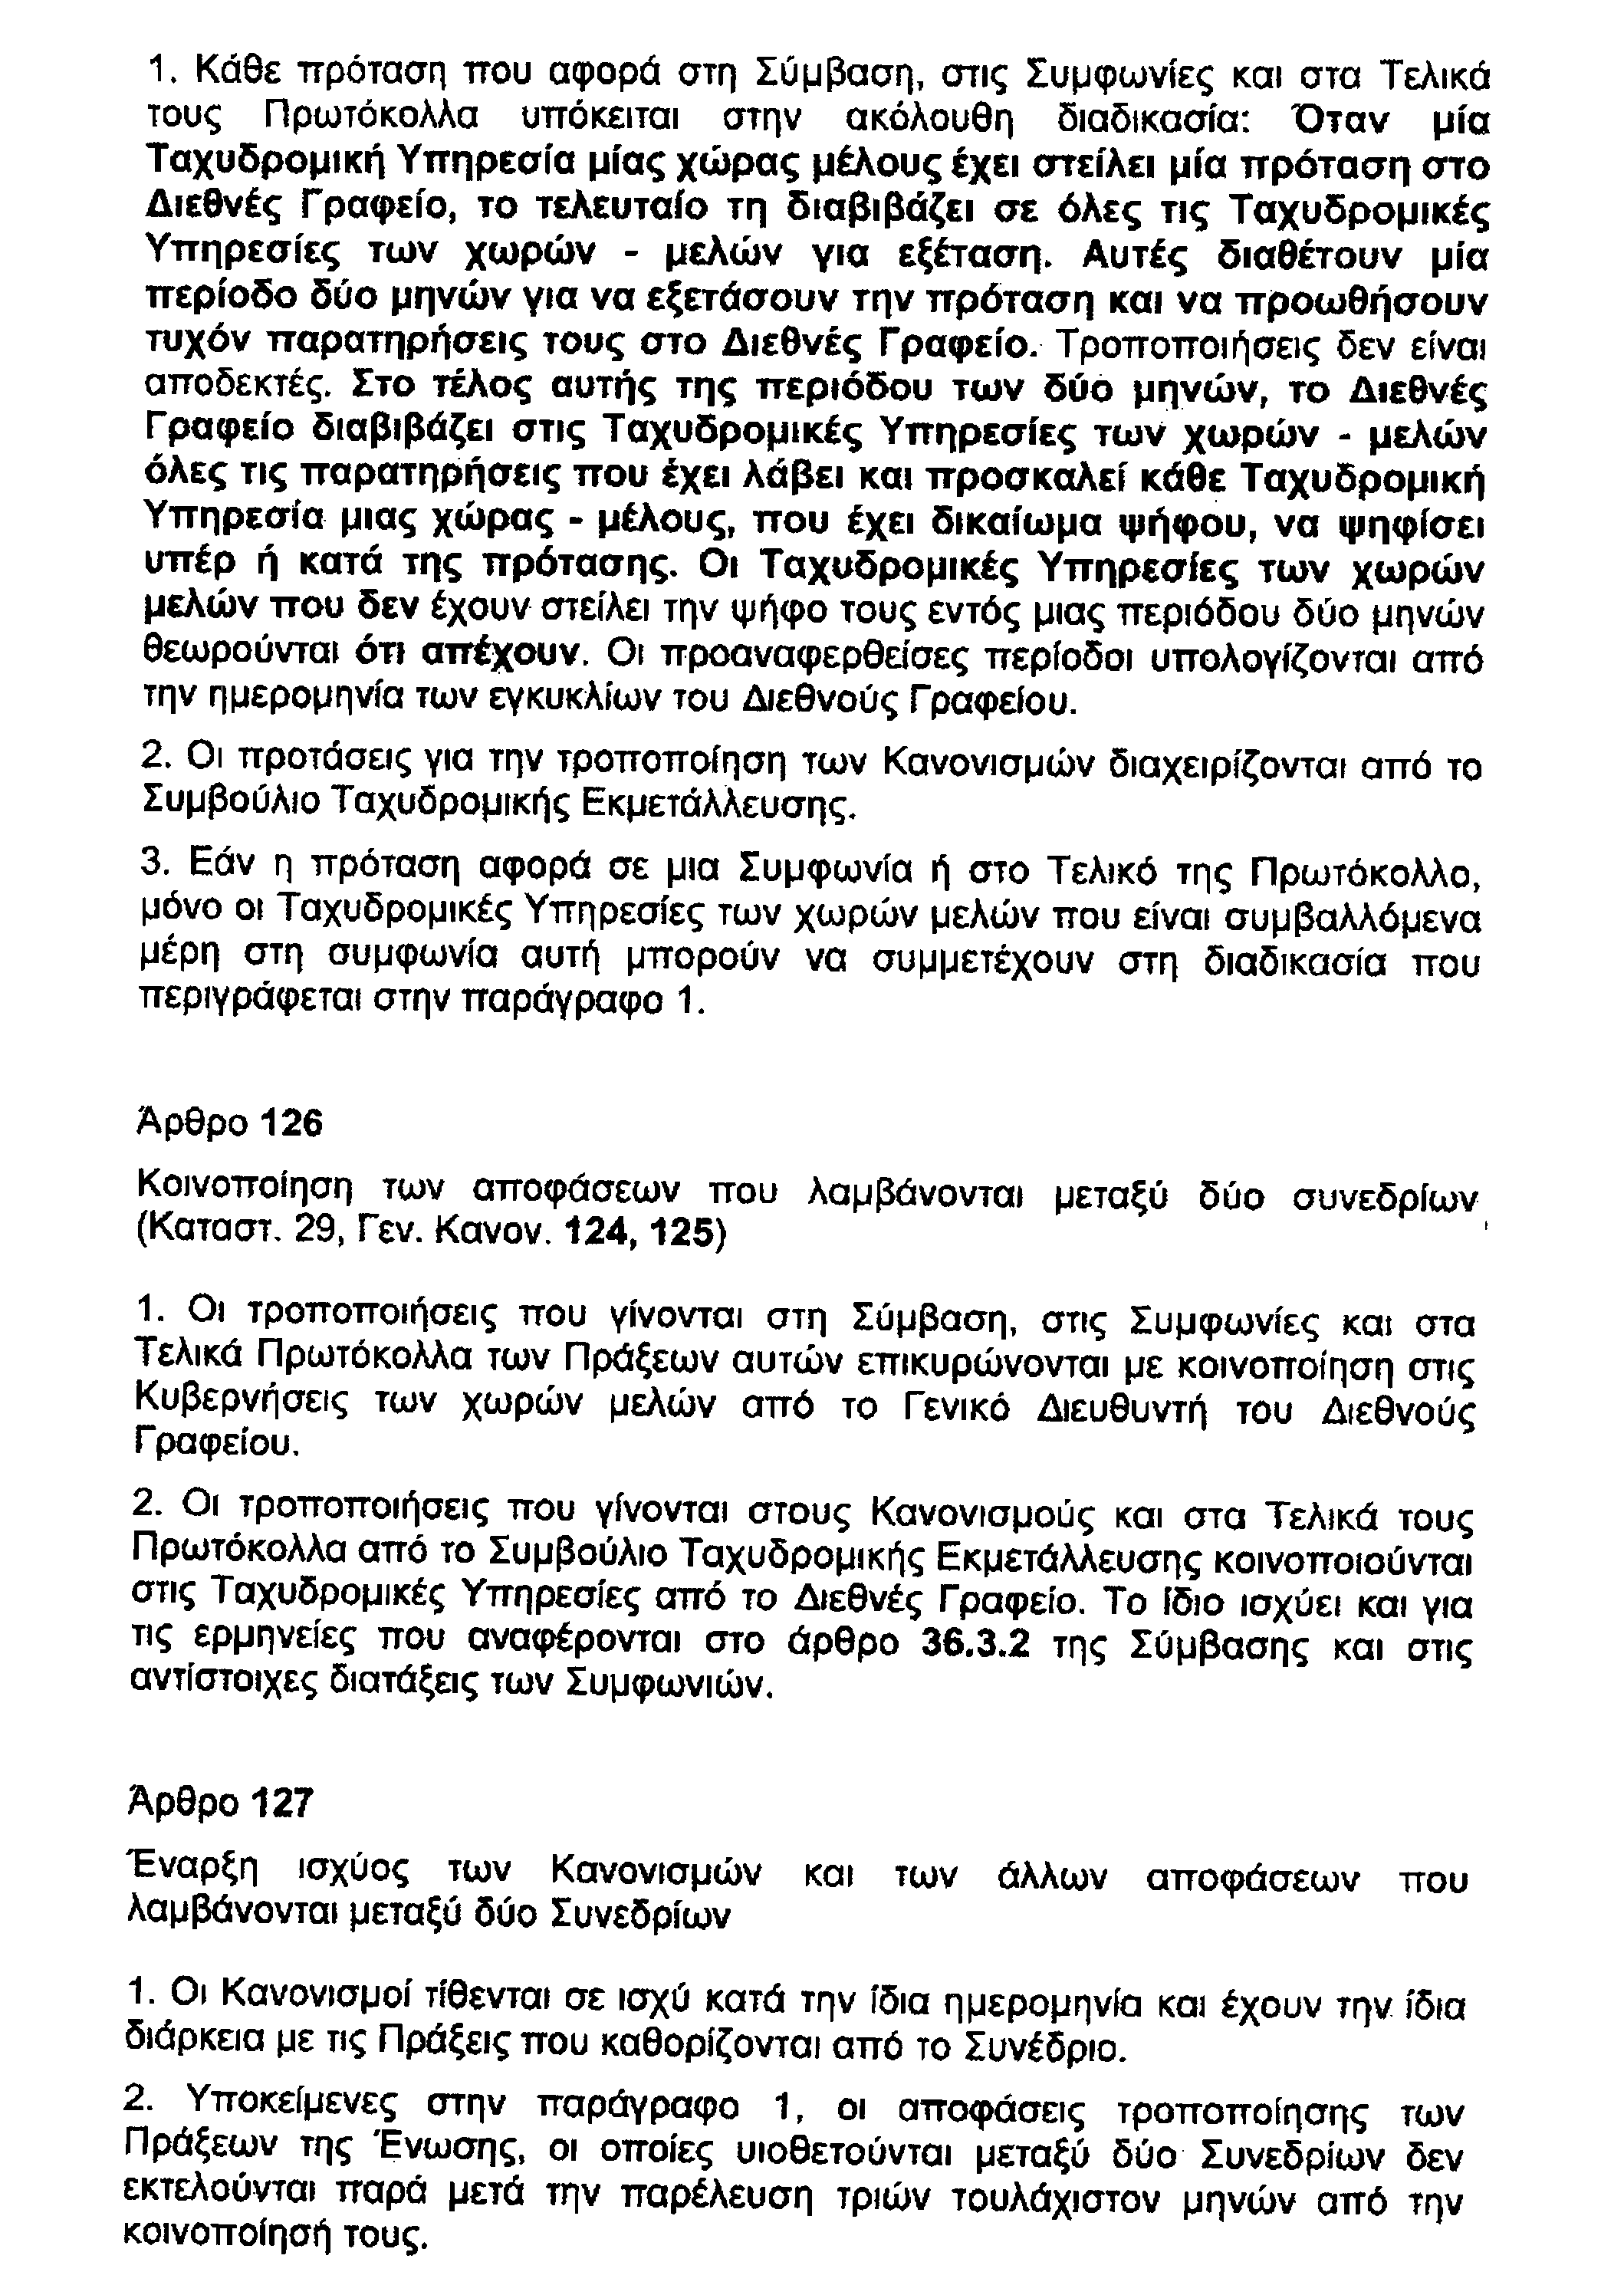 1. Κάθε πρόταση που αφορά στη Σύμβαση, στις Συμφωνίες και στα Τελικά
τους Πρωτόκολλα υπόκειται στην ακόλουθη διαδικασία: Όταν μία
Ταχυδρομική Υπηρεσία μίας χώρας μέλους έχει στείλει μία πρόταση στο
Διεθνές Γραφείο, το τελευταίο τη διαβιβάζει σε όλες τις Ταχυδρομικές
Υπηρεσίες των χωρών - μελών για εξέταση. Αυτές διαθέτουν μία
περίοδο δύο μηνών για να εξετάσουν την πρόταση και να προωθήσουν
τυχόν παρατηρήσεις τους στο Διεθνές Γραφείο. Τροποποιήσεις δεν είναι
αποδεκτές. Στο τέλος αυτής της περιόδου των δύο μηνών, το Διεθνές
Γραφείο διαβιβάζει στις Ταχυδρομικές Υπηρεσίες των χωρών - μελών
όλες τις παρατηρήσεις που έχει λάβει και προσκαλεί κάθε Ταχυδρομική
Υπηρεσία μιας χώρας - μέλους, που έχει δικαίωμα ψήφου, να ψηφίσει
υπέρ ή κατά της πρότασης. Οι Ταχυδρομικές Υπηρεσίες των χωρών
μελών που δεν έχουν στείλει την ψήφο τους εντός μιας περιόδου δύο μηνών
θεωρούνται ότι απέχουν. Οι προαναφερθείσες περίοδοι υπολογίζονται από
την ημερομηνία των εγκυκλίων του Διεθνούς Γραφείου.
2. Οι προτάσεις για την τροποποίηση των Κανονισμών διαχειρίζονται από το
Συμβούλιο Ταχυδρομικής Εκμετάλλευσης.
3. Εάν η πρόταση αφορά σε μια Συμφωνία ή στο Τελικό της Πρωτόκολλο,
μόνο οι Ταχυδρομικές Υπηρεσίες των χωρών μελών που είναι συμβαλλόμενα
μέρη στη συμφωνία αυτή μπορούν να συμμετέχουν στη διαδικασία που
περιγράφεται στην παράγραφο 1.
Άρθρο 126
Κοινοποίηση των αποφάσεων που λαμβάνονται μεταξύ δύο συνεδρίων
(Καταστ. 29, Γεν. Κανον. 124, 125)
1. Οι τροποποιήσεις που γίνονται στη Σύμβαση, στις Συμφωνίες και στα
Τελικά Πρωτόκολλα των Πράξεων αυτών επικυρώνονται με κοινοποίηση στις
Κυβερνήσεις των χωρών μελών από το Γενικό Διευθυντή του Διεθνούς
Γραφείου.
2. Οι τροποποιήσεις που γίνονται στους Κανονισμούς και στα Τελικά τους
Πρωτόκολλα από το Συμβούλιο Ταχυδρομικής Εκμετάλλευσης κοινοποιούνται
στις Ταχυδρομικές Υπηρεσίες από το Διεθνές Γραφείο. Το ίδιο ισχύει και για
τις ερμηνείες που αναφέρονται στο άρθρο 36.3.2 της Σύμβασης και στις
αντίστοιχες διατάξεις των Συμφωνιών.
Άρθρο 127
Έναρξη ισχύος των Κανονισμών και των άλλων αποφάσεων που
λαμβάνονται μεταξύ δύο Συνεδρίων
1. Οι Κανονισμοί τίθενται σε ισχύ κατά την ίδια ημερομηνία και έχουν την ίδια
διάρκεια με τις Πράξεις που καθορίζονται από το Συνέδριο.
2. Υποκείμενες στην παράγραφο 1, οι αποφάσεις τροποποίησης των
Πράξεων της Ένωσης, οι οποίες υιοθετούνται μεταξύ δύο Συνεδρίων δεν
εκτελούνται παρά μετά την παρέλευση τριών τουλάχιστον μηνών από την
κοινοποίησή τους.